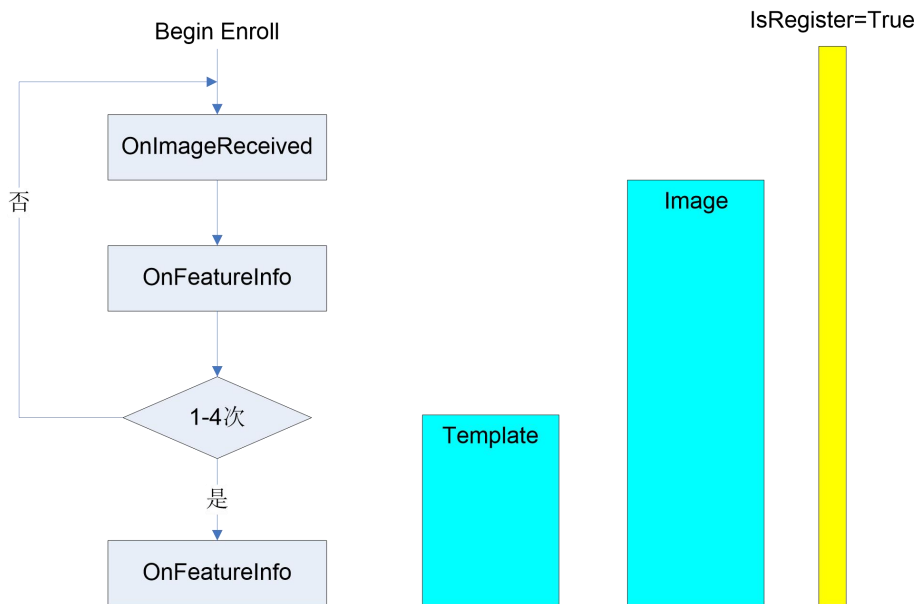 IsRegister=True
Begin Enroll
OnImageReceived
否
Image
OnFeatureInfo
1-4次
Template
是
OnFeatureInfo